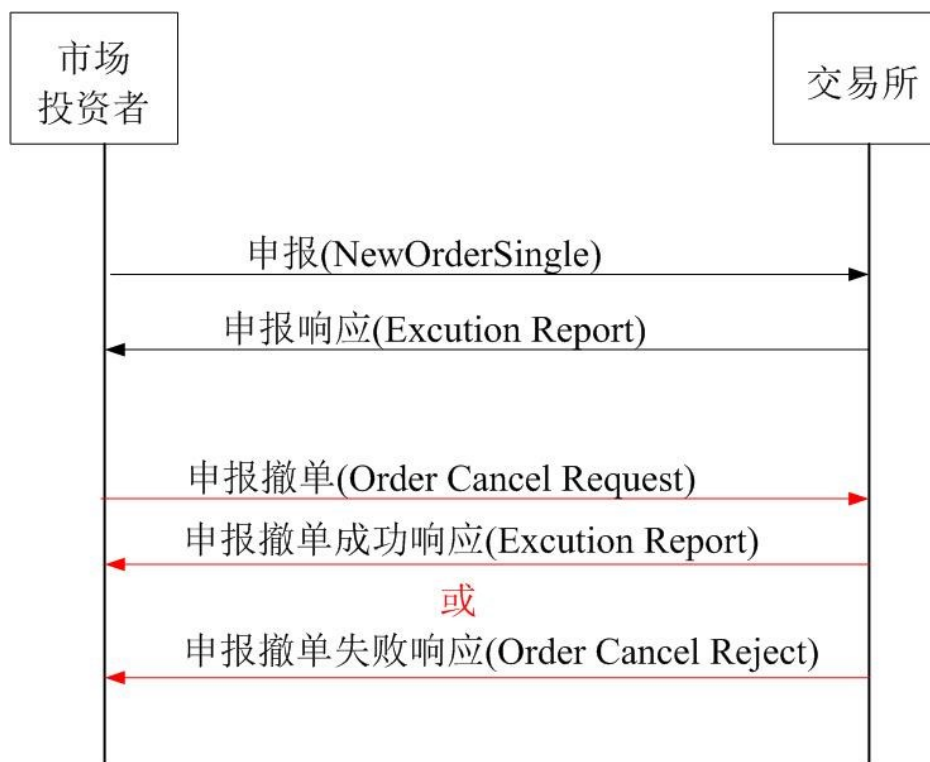 市场
投资者
交易所
申报(NewOrderSingle)
申报响应(Excution Report)
申报撤单(Order Cancel Request)
申报撤单成功响应(Excution Report)
或
申报撤单失败响应(Order Cancel Reject)